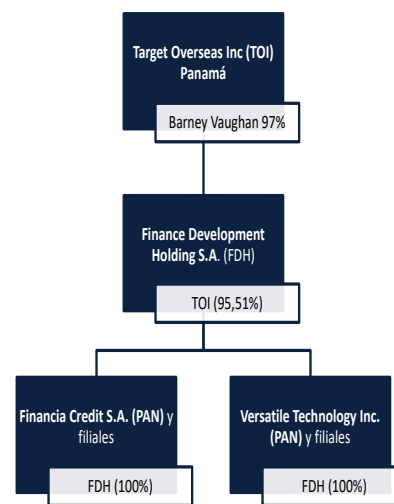 Target Overseas Inc (TOI)
Panamá
Barney Vaughan 97%
Finance Development
Holding S.A. (FDH)
TOI (95,51%)
Financia Credit S.A. (PAN) y
filiales
FDH (100%)
Versatile Technology Inc.
(PAN) y filiales
FDH (100%)